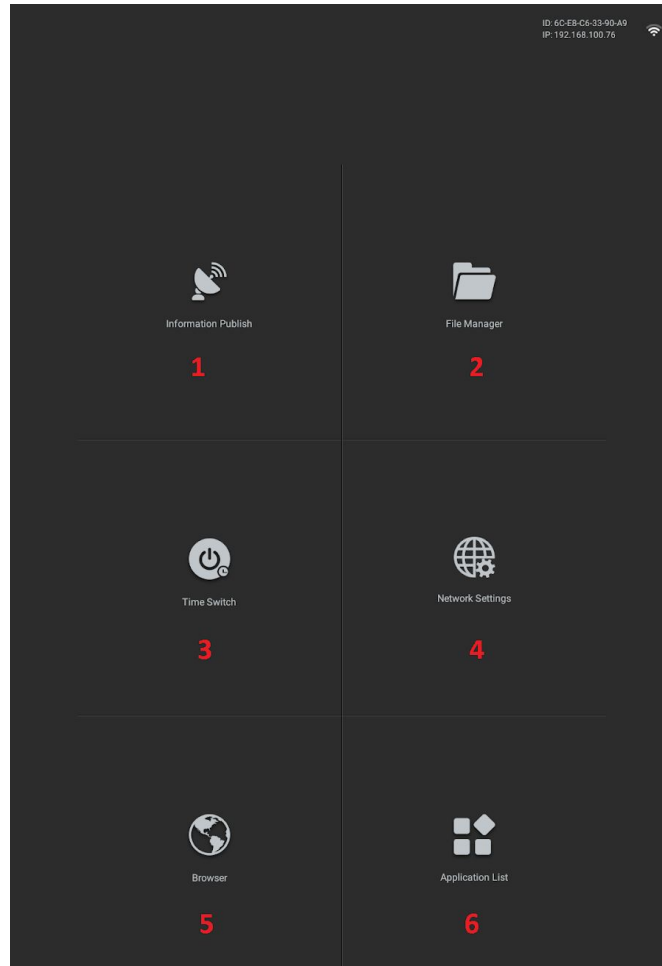 ID: 6C-E8-C6-33-90-A9
IP: 192.168.100.76
Information Publish
File Manager
1
2
Time Switch
Network Settings
3
4
Browser
Application List
5
6